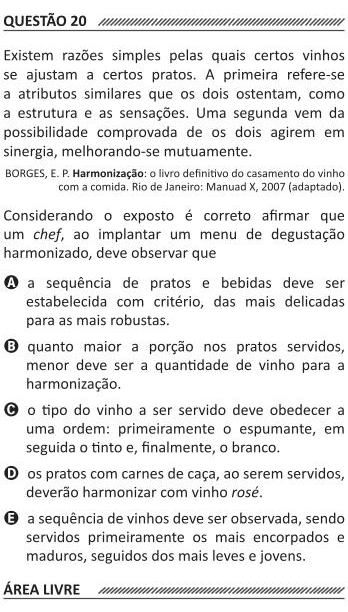 QUESTÃO 20
Existem razões simples pelas quais certos vinhos
se ajustam a certos pratos. A primeira refere-se
a atributos similares que os dois ostentam, como
a estrutura e as sensações. Uma segunda vem da
possibilidade comprovada de os dois agirem em
sinergia, melhorando-se mutuamente.
BORGES, E. P. Harmonização: o livro definitivo do casamento do vinho
com a comida. Rio de Janeiro: Manuad X, 2007 (adaptado).
Considerando o exposto é correto afirmar que
um chef, ao implantar um menu de degustação
harmonizado, deve observar que
A a sequência de pratos e bebidas deve ser
estabelecida com critério, das mais delicadas
para as mais robustas.
B quanto maior a porção nos pratos servidos,
menor deve ser a quantidade de vinho para a
harmonização.
C o tipo do vinho a ser servido deve obedecer a
uma ordem: primeiramente o espumante, em
seguida o tinto e, finalmente, o branco.
D os pratos com carnes de caça, ao serem servidos,
deverão harmonizar com vinho rosé.
E a sequência de vinhos deve ser observada, sendo
servidos primeiramente os mais encorpados e
maduros, seguidos dos mais leves e jovens.
ÁREA LIVRE